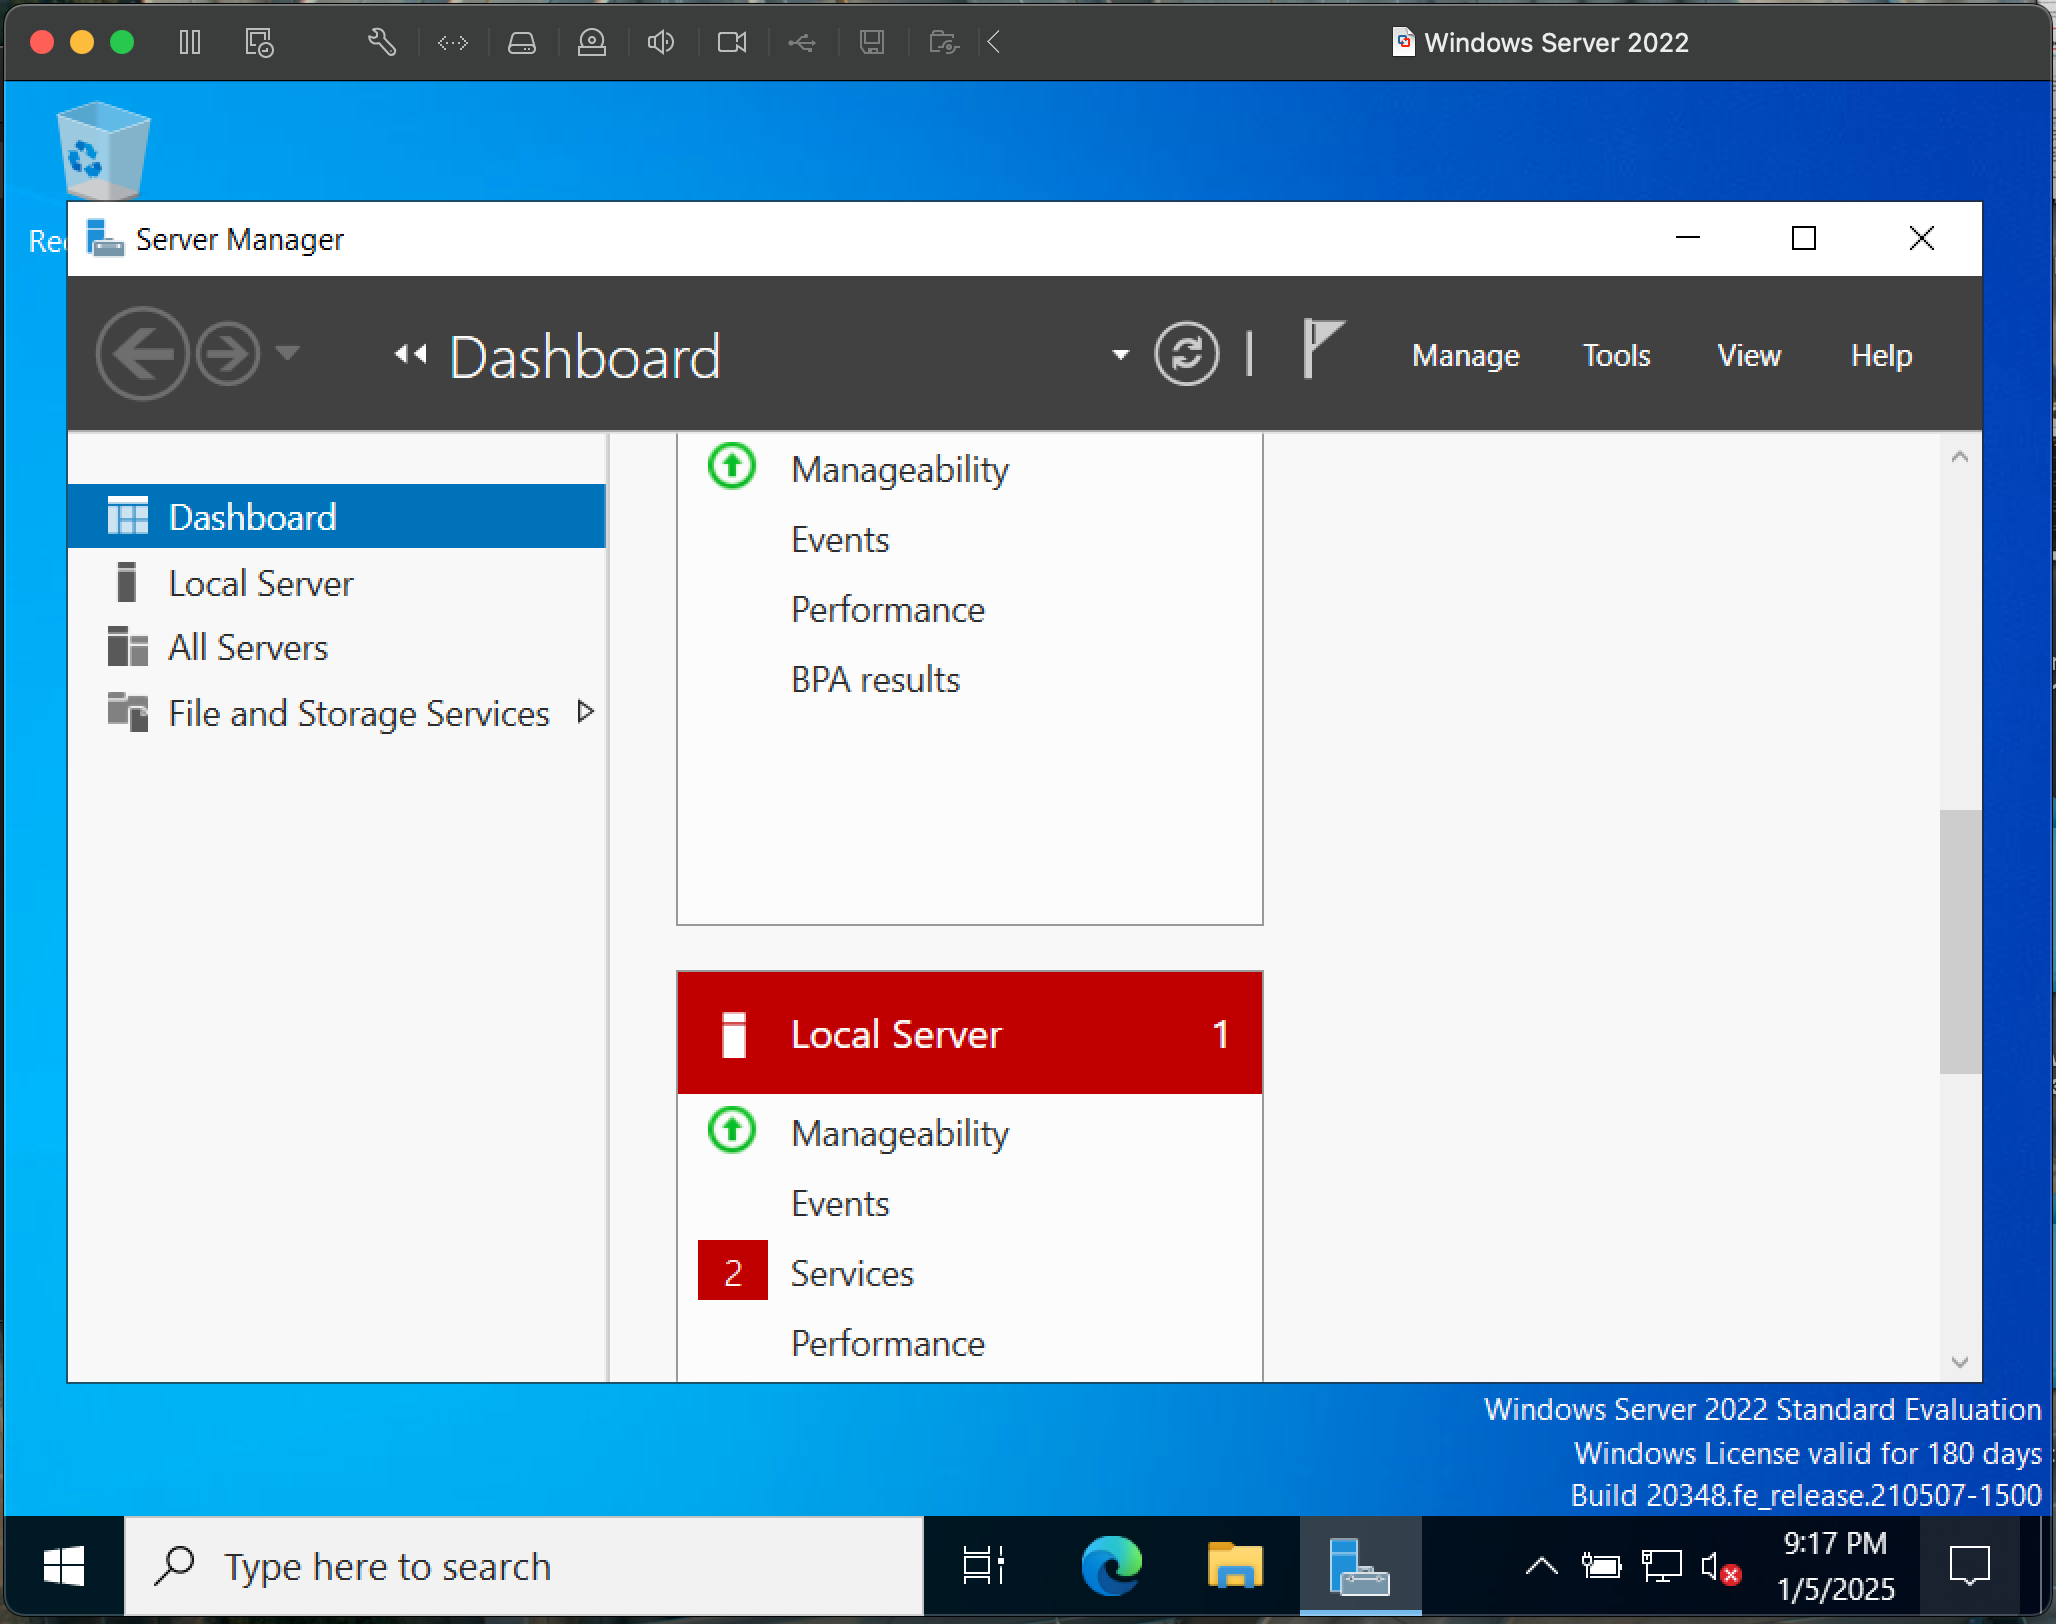 Windows Server 2022
Server Manager
Dashboard
Manage
Tools
View
Help
Dashboard
Local Server
All Servers
File and Storage Services
Manageability
Events
Performance
BPA results
Local Server 1
Manageability
Events
2 Services
Performance
Windows Server 2022 Standard Evaluation
Windows License valid for 180 days
Build 20348.fe_release.210507-1500
Type here to search
9:17 PM
1/5/2025